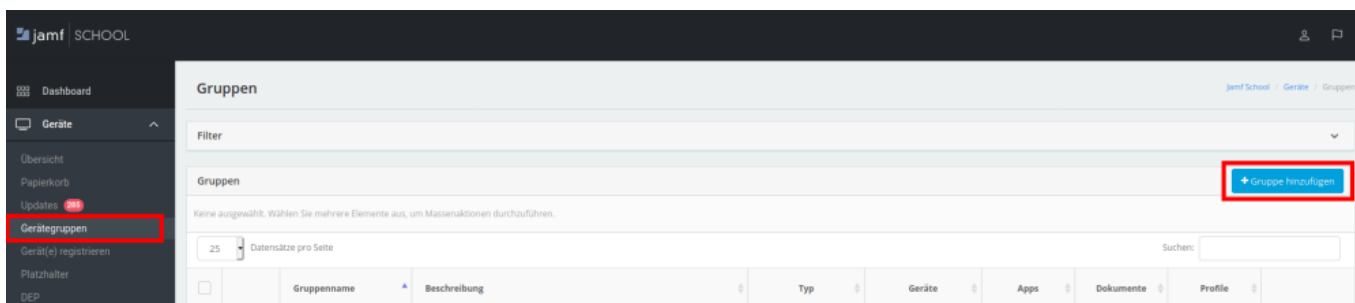 jamf SCHOOL
Dashboard
Geräte
Übersicht
Papierkorb
Updates 285
Gerätegruppen
Gerät(e) registrieren
Platzhalter
DEP
Gruppen
Jamf School / Geräte / Gruppen
Filter
Gruppen
+ Gruppe hinzufügen
Keine ausgewählt. Wählen Sie mehrere Elemente aus, um Massenaktionen durchzuführen.
25 Datensätze pro Seite
Suchen:
Gruppenname Beschreibung Typ Geräte Apps Dokumente Profile